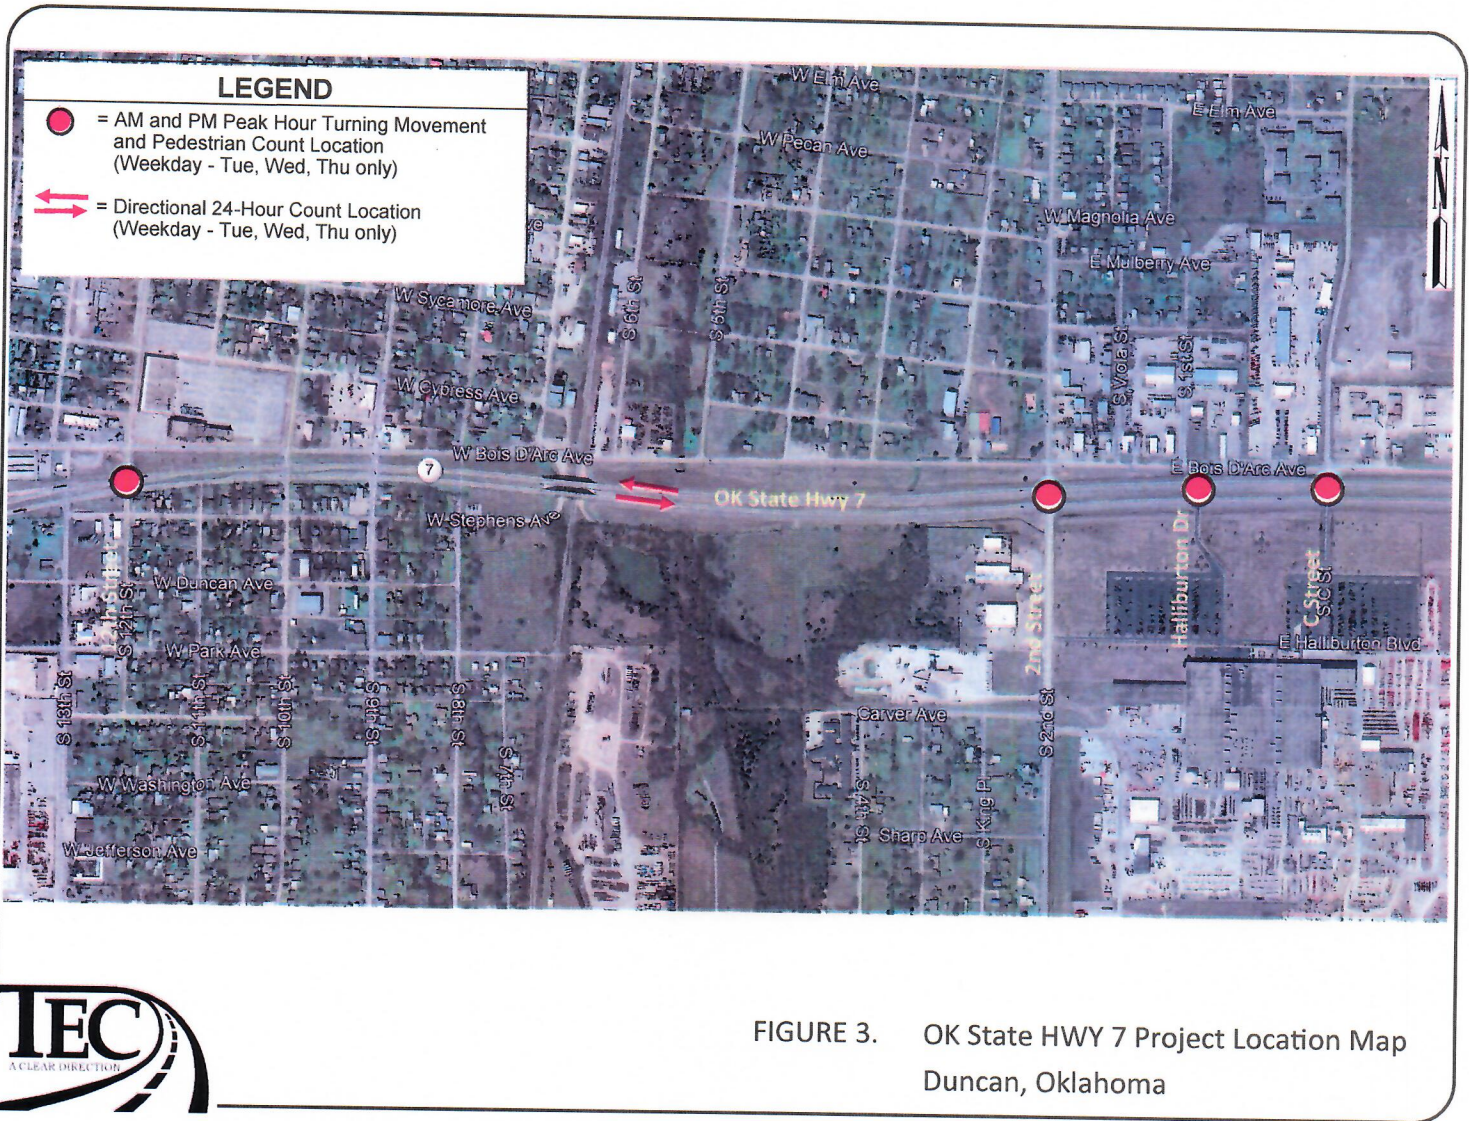 LEGEND
= AM and PM Peak Hour Turning Movement
and Pedestrian Count Location
(Weekday - Tue, Wed, Thu only)
= Directional 24-Hour Count Location
(Weekday - Tue, Wed, Thu only)
W Elm Ave
E Elm Ave
W Pecan Ave
W Magnolia Ave
E Mulberry Ave
N
ve
W Sycamore Ave
S 6th St
S 5th St
S Viola St
S 1st St
W Cypress Ave
W Bois D'Arc Ave
E Bois D'Arc Ave
7
OK State Hwy 7
W Stephens Ave
Halliburton Dr
12th Street
S 12th St
W Duncan Ave
2nd Street
C Street
S C St
W Park Ave
E Halliburton Blvd
S 13th St
S 11th St
S 10th St
S 9th St
S 8th St
S 7th St
Carver Ave
S 2nd St
W Washington Ave
S 4th St
S King Pl
Sharp Ave
W Jefferson Ave
TEC
A CLEAR DIRECTION
FIGURE 3. OK State HWY 7 Project Location Map
Duncan, Oklahoma